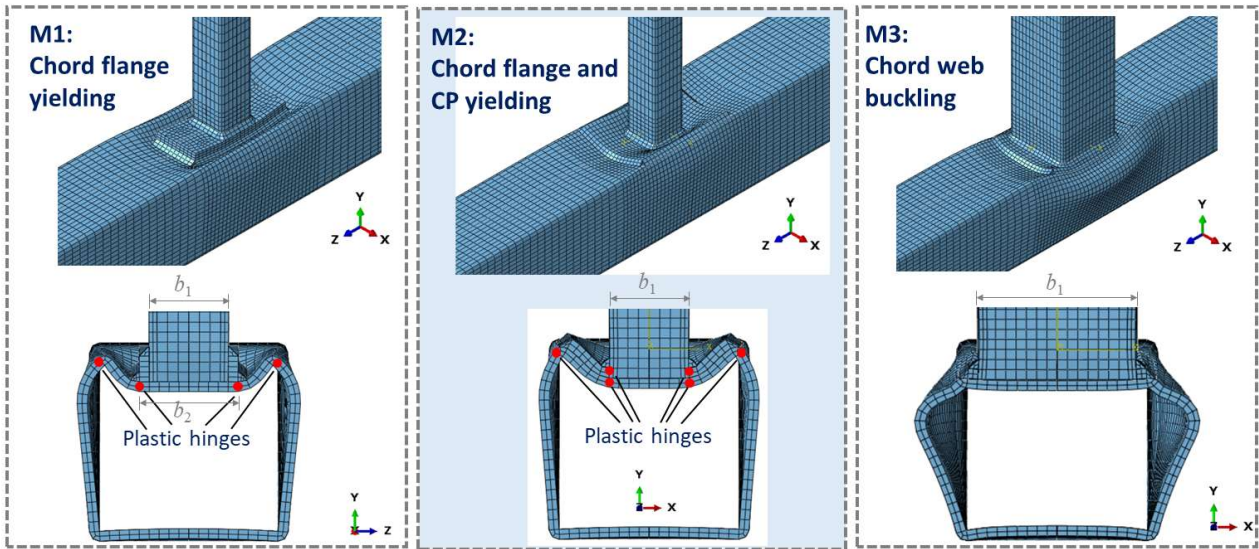 M1:
Chord flange
yielding
Y
Z
X
b1
b2
Plastic hinges
Y
X
Z
M2:
Chord flange and
CP yielding
Y
Z
X
b1
Plastic hinges
Y
Z
X
M3:
Chord web
buckling
Y
Z
X
b1
Y
Z
X